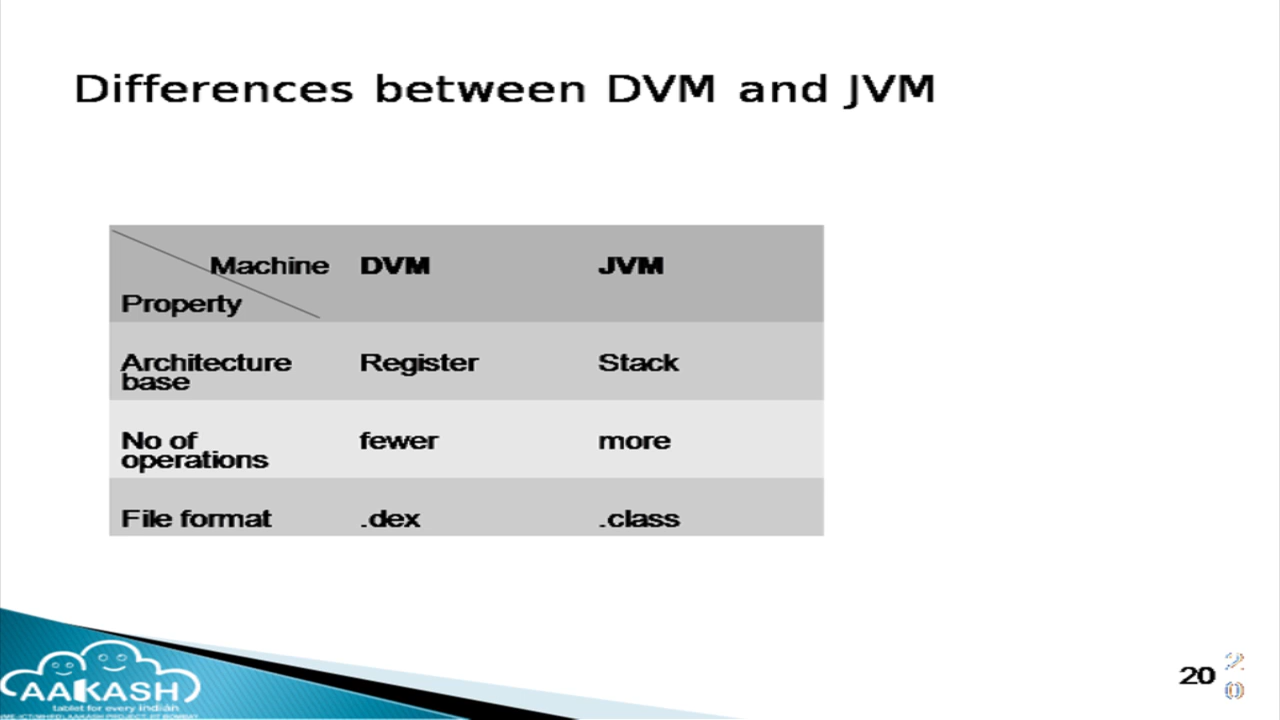 Differences between DVM and JVM
Machine DVM JVM
Property
Architecture Register Stack
base
No of fewer more
operations
File format .dex .class
AAKASH
tablet for every indian
20
20